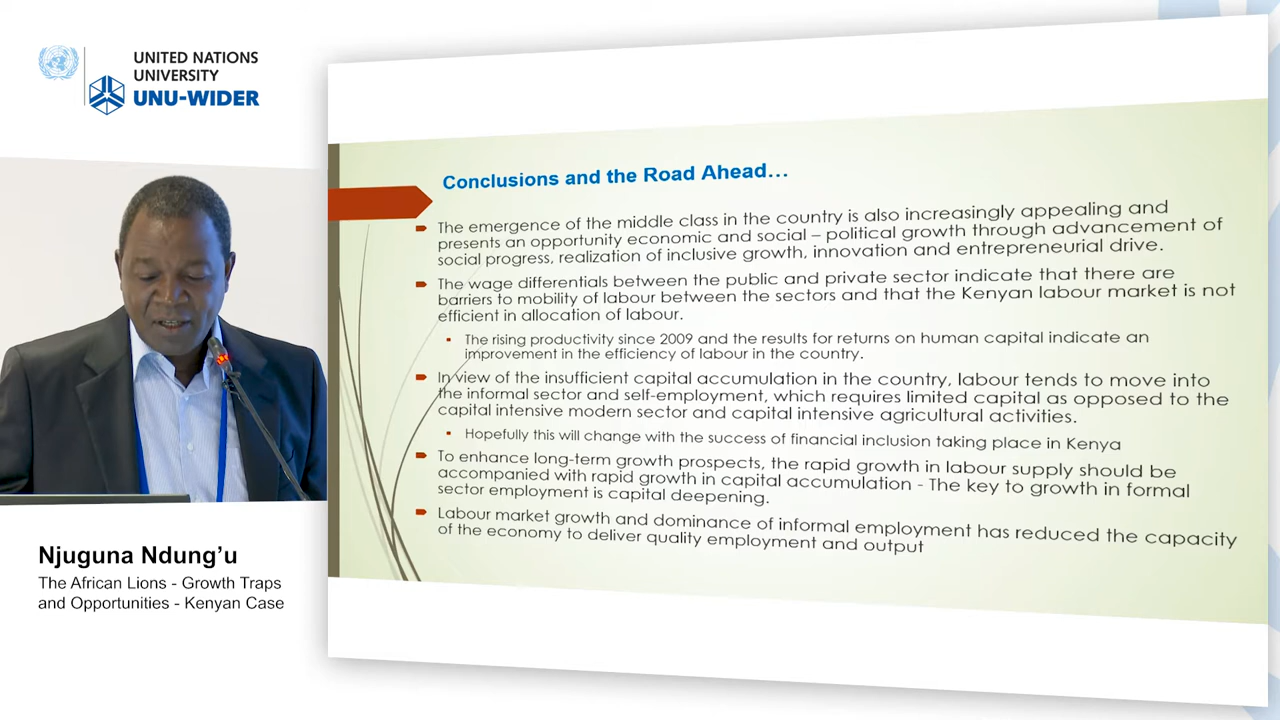 UNITED NATIONS
UNIVERSITY
UNU-WIDER
Conclusions and the Road Ahead…
The emergence of the middle class in the country is also increasingly appealing and
presents an opportunity economic and social – political growth through advancement of
social progress, realization of inclusive growth, innovation and entrepreneurial drive.
The wage differentials between the public and private sector indicate that there are
barriers to mobility of labour between the sectors and that the Kenyan labour market is not
efficient in allocation of labour.
The rising productivity since 2009 and the results for returns on human capital indicate an
improvement in the efficiency of labour in the country.
In view of the insufficient capital accumulation in the country, labour tends to move into
the informal sector and self-employment, which requires limited capital as opposed to the
capital intensive modern sector and capital intensive agricultural activities.
Hopefully this will change with the success of financial inclusion taking place in Kenya
To enhance long-term growth prospects, the rapid growth in labour supply should be
accompanied with rapid growth in capital accumulation - The key to growth in formal
sector employment is capital deepening.
Labour market growth and dominance of informal employment has reduced the capacity
of the economy to deliver quality employment and output
Njuguna Ndung’u
The African Lions - Growth Traps
and Opportunities - Kenyan Case